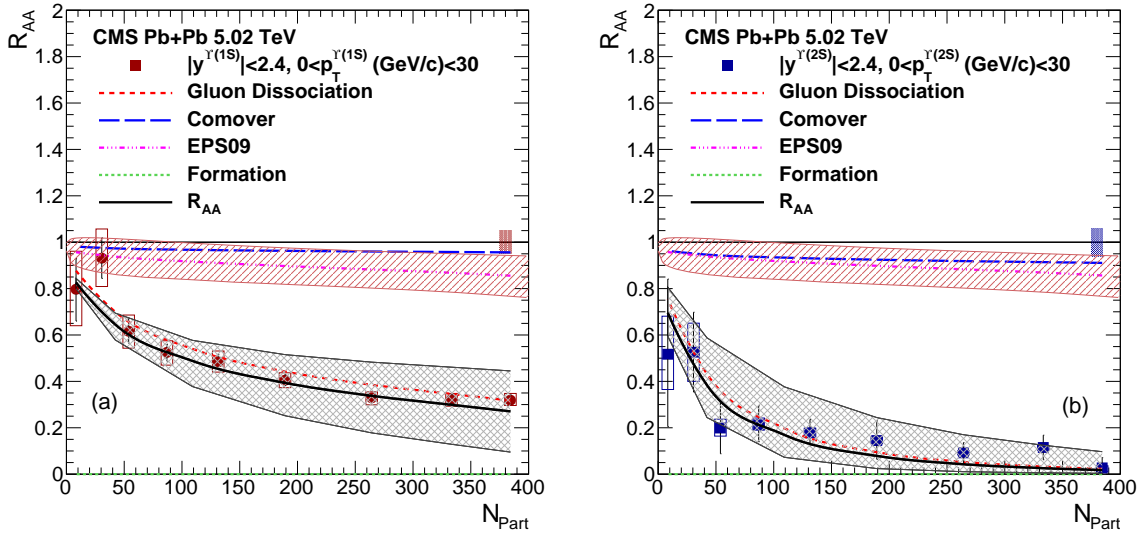 R_AA
2
1.8
1.6
1.4
1.2
1
0.8
0.6
0.4
0.2
0
CMS Pb+Pb 5.02 TeV
|y^ϒ(1S)|<2.4, 0<p_T^ϒ(1S) (GeV/c)<30
Gluon Dissociation
Comover
EPS09
Formation
R_AA
(a)
0 50 100 150 200 250 300 350 400
N_Part
R_AA
2
1.8
1.6
1.4
1.2
1
0.8
0.6
0.4
0.2
0
CMS Pb+Pb 5.02 TeV
|y^ϒ(2S)|<2.4, 0<p_T^ϒ(2S) (GeV/c)<30
Gluon Dissociation
Comover
EPS09
Formation
R_AA
(b)
0 50 100 150 200 250 300 350 400
N_Part